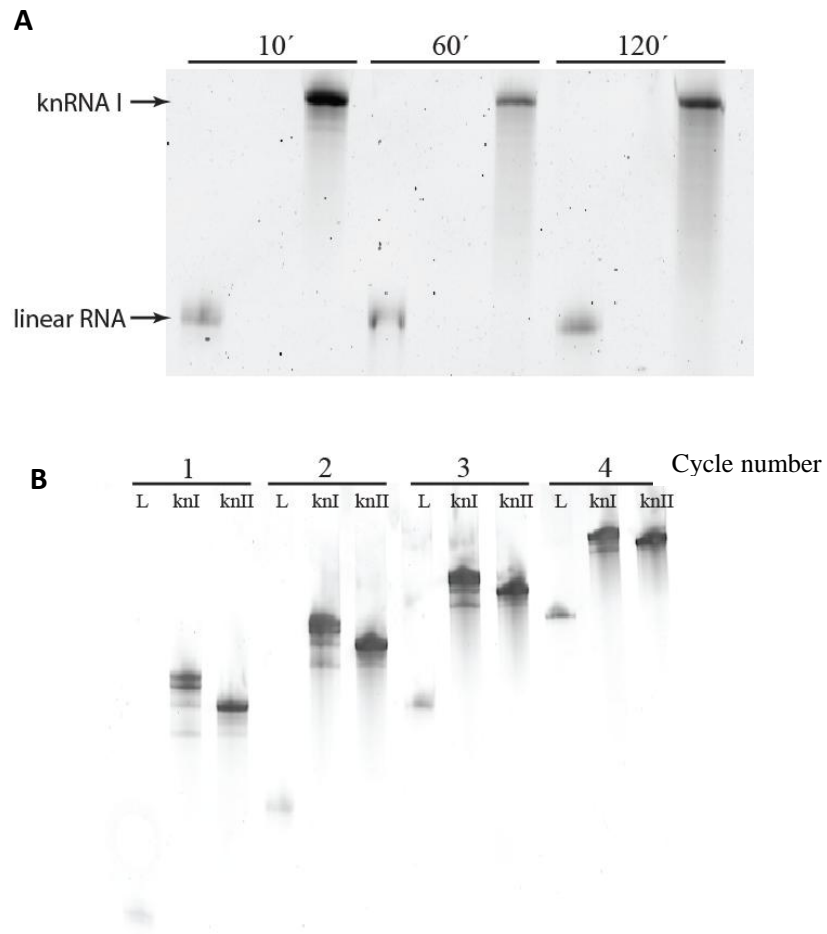 A
10´ 60´ 120´
knRNA I
linear RNA
B
1 2 3 4 Cycle number
L knI knII L knI knII L knI knII L knI knII